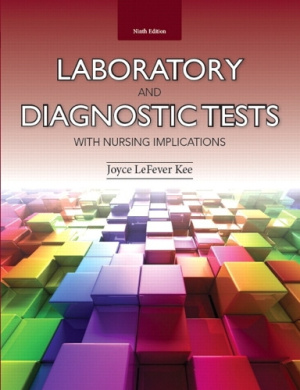 Ninth Edition
LABORATORY
AND
DIAGNOSTIC TESTS
WITH NURSING IMPLICATIONS
Joyce LeFever Kee